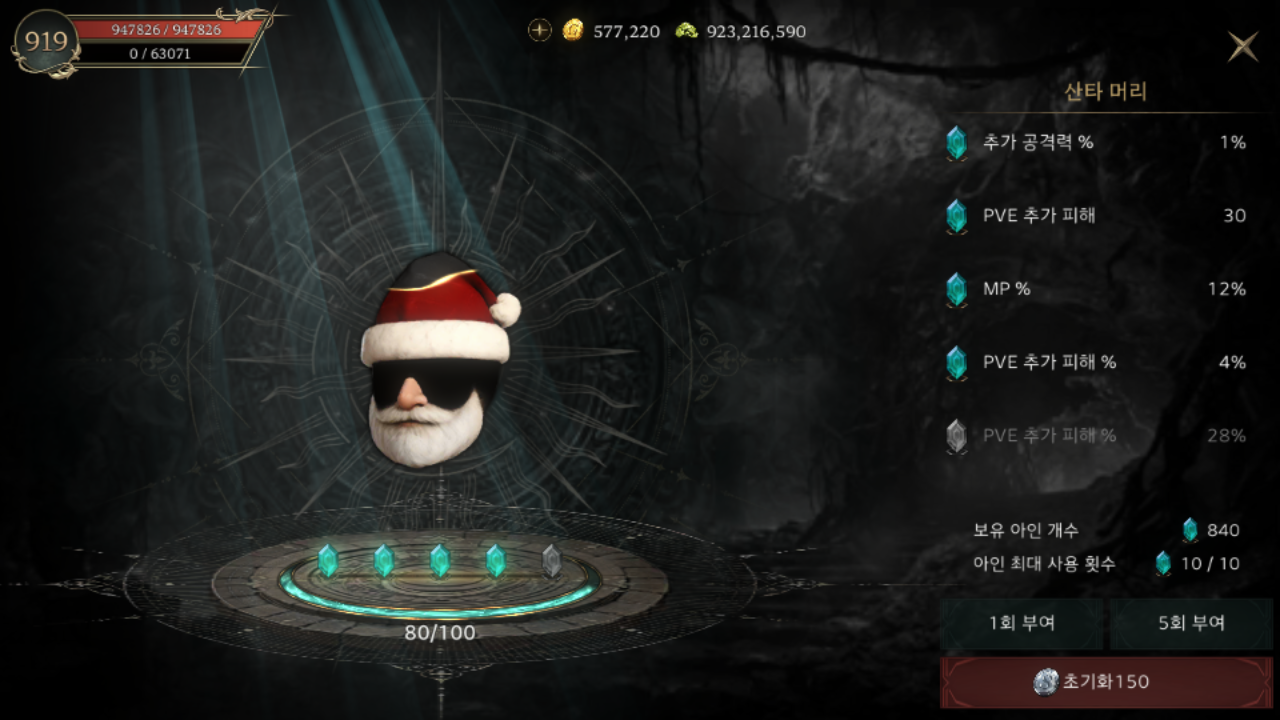 919
947826 / 947826
0 / 63071
577,220
923,216,590
산타 머리
추가 공격력 % 1%
PVE 추가 피해 30
MP % 12%
PVE 추가 피해 % 4%
PVE 추가 피해 % 28%
보유 아인 개수 840
아인 최대 사용 횟수 10 / 10
80/100
1회 부여 5회 부여
초기화150